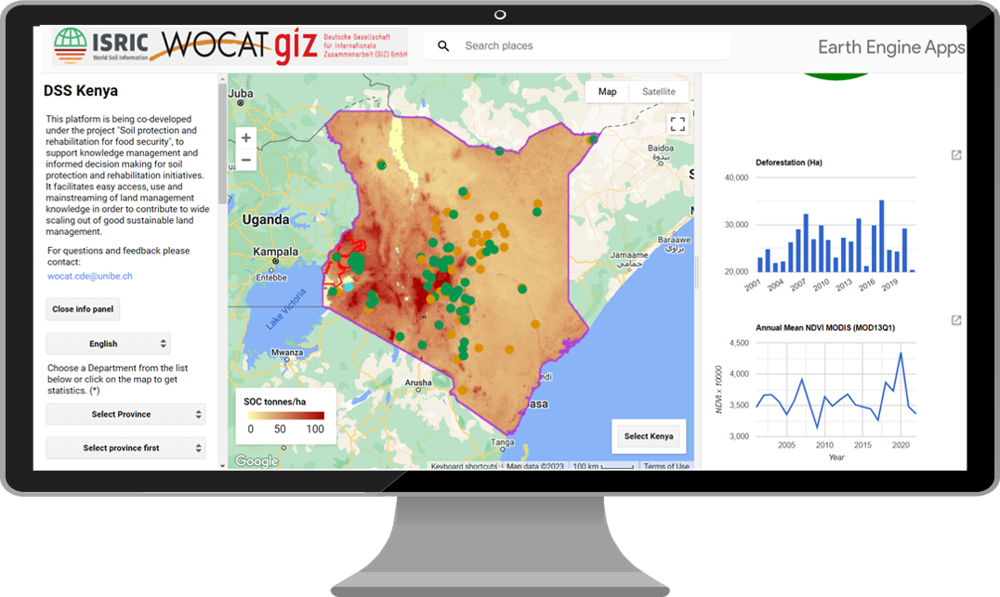 ISRIC
World Soil Information
WOCAT
giz
Deutsche Gesellschaft
für Internationale
Zusammenarbeit (GIZ) GmbH
Search places
Earth Engine Apps
DSS Kenya
This platform is being co-developed
under the project "Soil protection and
rehabilitation for food security", to
support knowledge management and
informed decision making for soil
protection and rehabilitation initiatives.
It facilitates easy access, use and
mainstreaming of land management
knowledge in order to contribute to wide
scaling out of good sustainable land
management.
For questions and feedback please
contact:
wocat.cde@unibe.ch
Close info panel
English
Choose a Department from the list
below or click on the map to get
statistics. (*)
Select Province
Select province first
Juba
Map
Satellite
+
−
Baidoa
بيدوة
Uganda
Kampala
Entebbe
Baraawe
براوي
Jamaame
جمامي
Lake Victoria
Mwanza
Arusha
ndi
asa
Tanga
SOC tonnes/ha
0 50 100
Select Kenya
Google
Keyboard shortcuts
Map data ©2023
100 km
Terms of Use
Deforestation (Ha)
40,000
30,000
20,000
2001 2004 2007 2010 2013 2016 2019
Annual Mean NDVI MODIS (MOD13Q1)
4,500
4,000
3,500
3,000
NDVI x 10000
2005 2010 2015 2020
Year